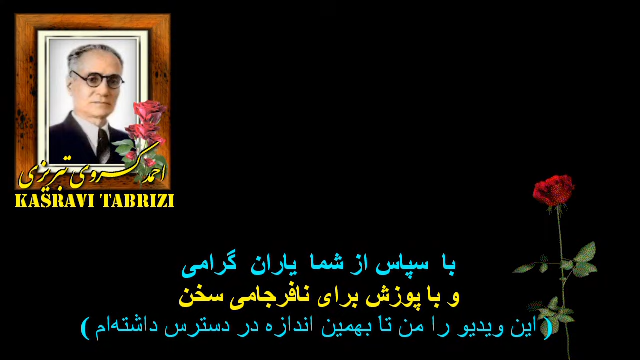 احمد کسروی تبریزی
KASRAVI TABRIZI
با سپاس از شما یاران گرامی
و با پوزش برای نافرجامی سخن
( این ویدیو را من تا بهمین اندازه در دسترس داشته‌ام )